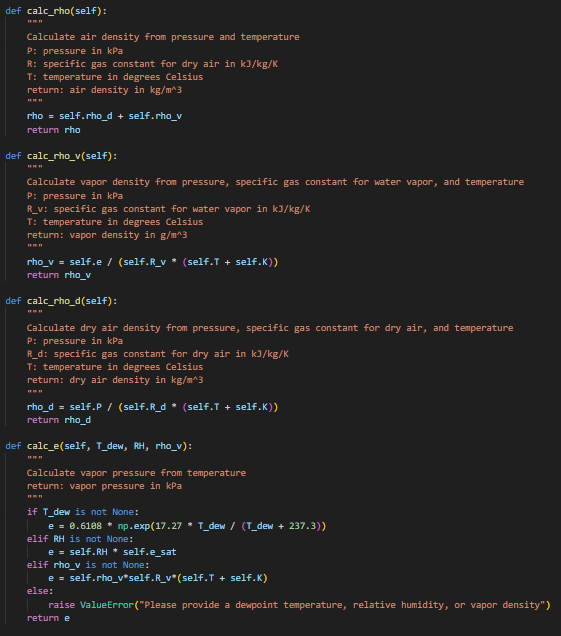 def calc_rho(self):
"""
Calculate air density from pressure and temperature
P: pressure in kPa
R: specific gas constant for dry air in kJ/kg/K
T: temperature in degrees Celsius
return: air density in kg/m^3
"""
rho = self.rho_d + self.rho_v
return rho
def calc_rho_v(self):
"""
Calculate vapor density from pressure, specific gas constant for water vapor, and temperature
P: pressure in kPa
R_v: specific gas constant for water vapor in kJ/kg/K
T: temperature in degrees Celsius
return: vapor density in g/m^3
"""
rho_v = self.e / (self.R_v * (self.T + self.K))
return rho_v
def calc_rho_d(self):
"""
Calculate dry air density from pressure, specific gas constant for dry air, and temperature
P: pressure in kPa
R_d: specific gas constant for dry air in kJ/kg/K
T: temperature in degrees Celsius
return: dry air density in kg/m^3
"""
rho_d = self.P / (self.R_d * (self.T + self.K))
return rho_d
def calc_e(self, T_dew, RH, rho_v):
"""
Calculate vapor pressure from temperature
return: vapor pressure in kPa
"""
if T_dew is not None:
e = 0.6108 * np.exp(17.27 * T_dew / (T_dew + 237.3))
elif RH is not None:
e = self.RH * self.e_sat
elif rho_v is not None:
e = self.rho_v*self.R_v*(self.T + self.K)
else:
raise ValueError("Please provide a dewpoint temperature, relative humidity, or vapor density")
return e